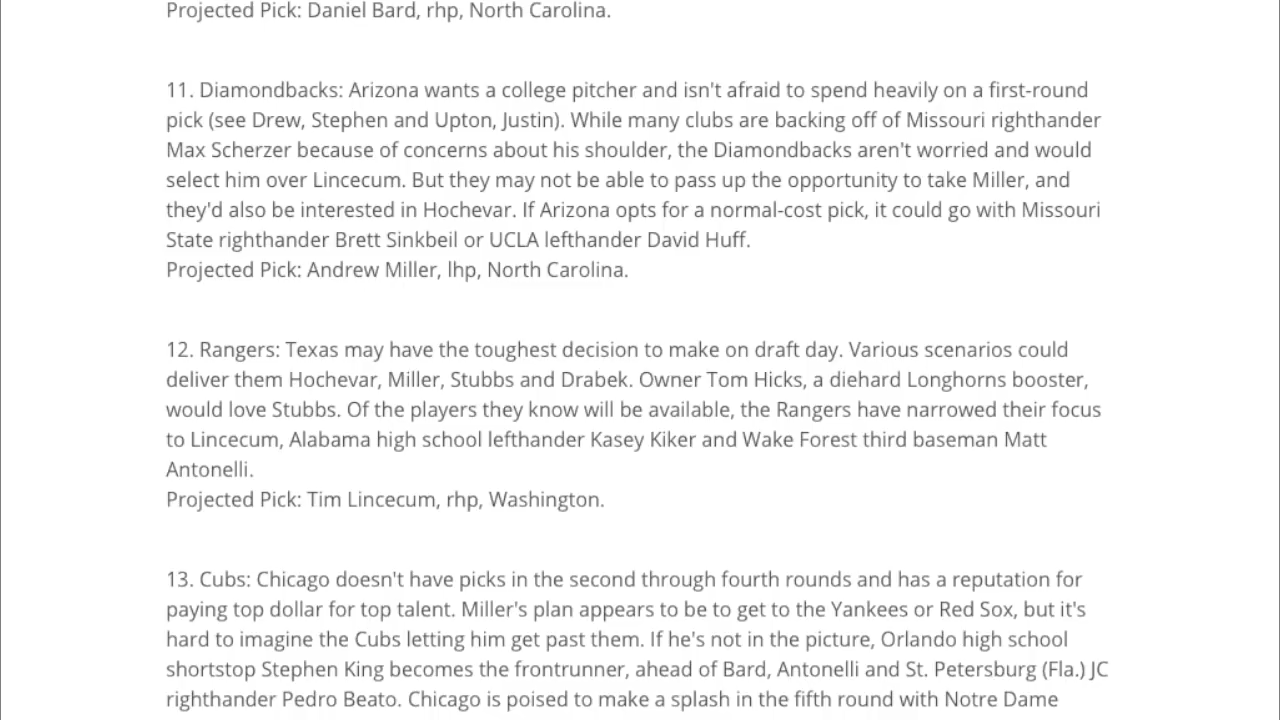 Projected Pick: Daniel Bard, rhp, North Carolina.
11. Diamondbacks: Arizona wants a college pitcher and isn't afraid to spend heavily on a first-round
pick (see Drew, Stephen and Upton, Justin). While many clubs are backing off of Missouri righthander
Max Scherzer because of concerns about his shoulder, the Diamondbacks aren't worried and would
select him over Lincecum. But they may not be able to pass up the opportunity to take Miller, and
they'd also be interested in Hochevar. If Arizona opts for a normal-cost pick, it could go with Missouri
State righthander Brett Sinkbeil or UCLA lefthander David Huff.
Projected Pick: Andrew Miller, lhp, North Carolina.
12. Rangers: Texas may have the toughest decision to make on draft day. Various scenarios could
deliver them Hochevar, Miller, Stubbs and Drabek. Owner Tom Hicks, a diehard Longhorns booster,
would love Stubbs. Of the players they know will be available, the Rangers have narrowed their focus
to Lincecum, Alabama high school lefthander Kasey Kiker and Wake Forest third baseman Matt
Antonelli.
Projected Pick: Tim Lincecum, rhp, Washington.
13. Cubs: Chicago doesn't have picks in the second through fourth rounds and has a reputation for
paying top dollar for top talent. Miller's plan appears to be to get to the Yankees or Red Sox, but it's
hard to imagine the Cubs letting him get past them. If he's not in the picture, Orlando high school
shortstop Stephen King becomes the frontrunner, ahead of Bard, Antonelli and St. Petersburg (Fla.) JC
righthander Pedro Beato. Chicago is poised to make a splash in the fifth round with Notre Dame